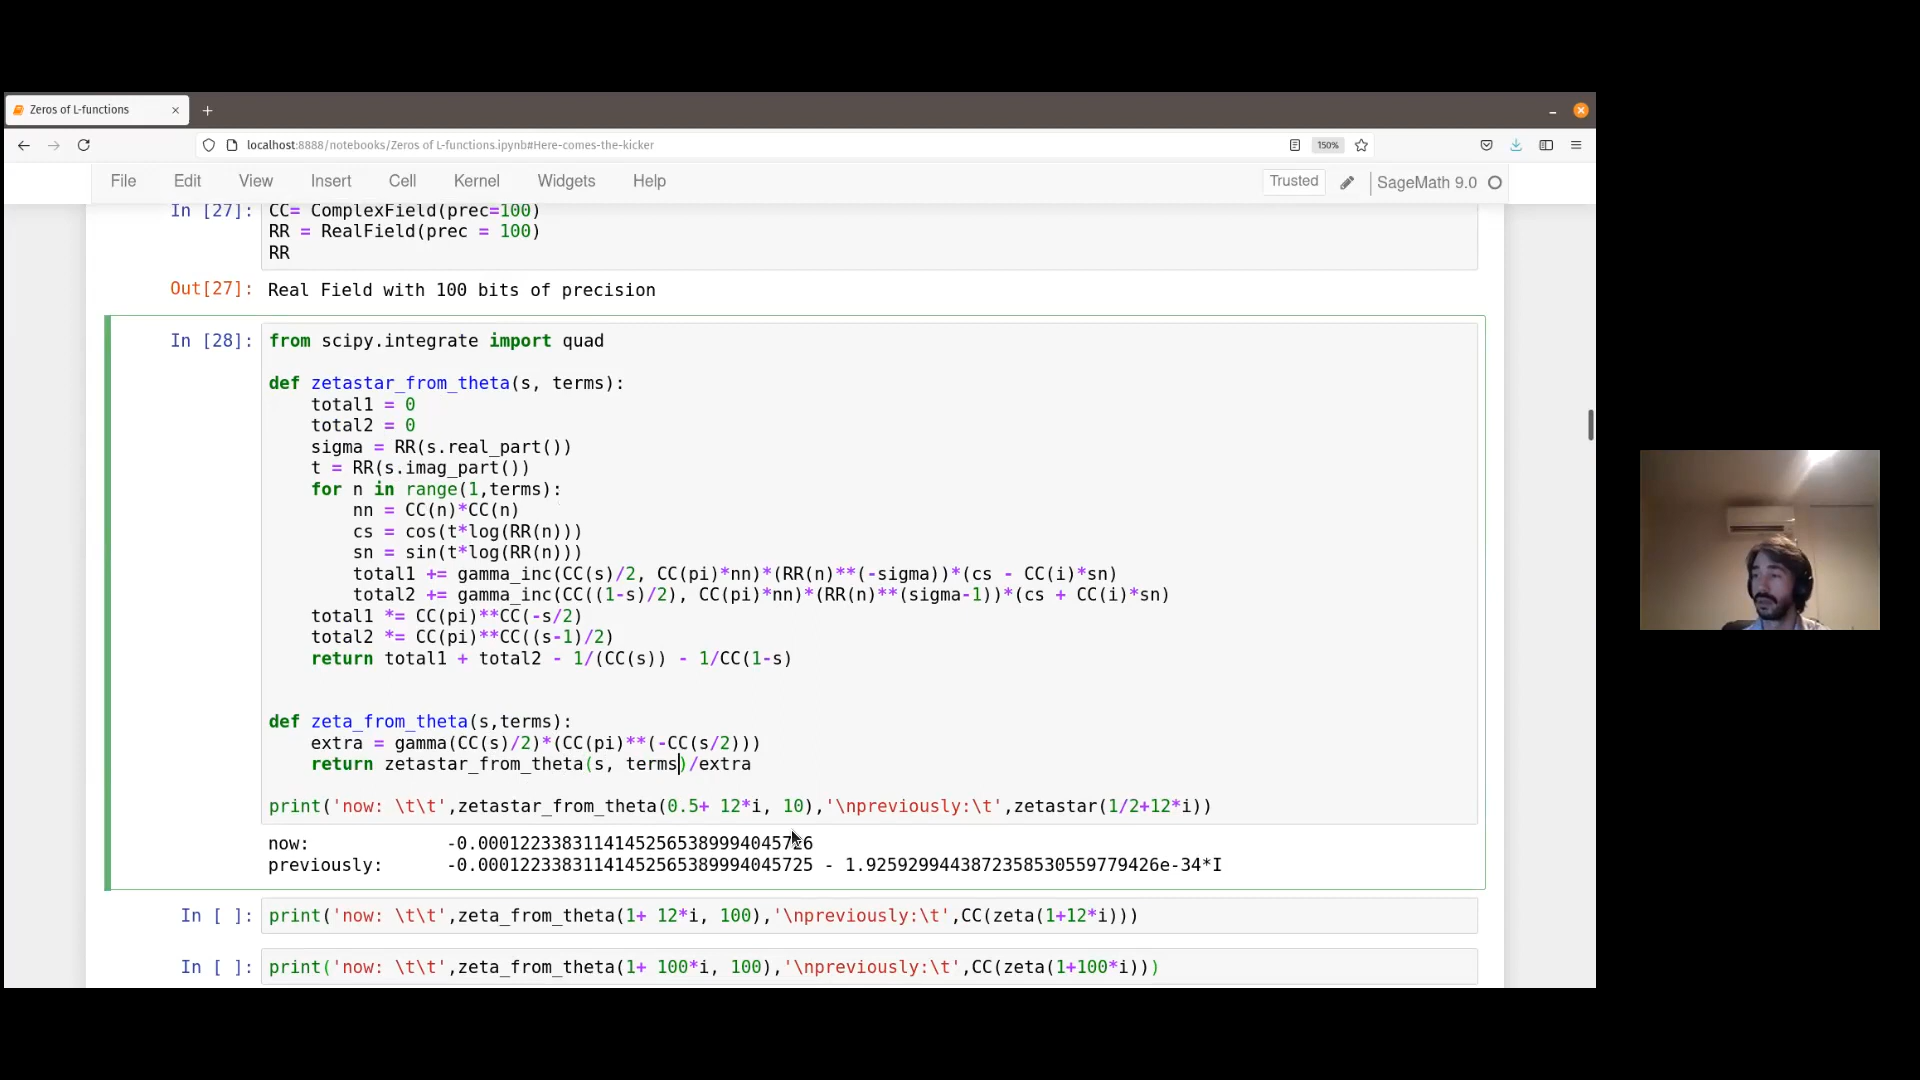 Zeros of L-functions
localhost:8888/notebooks/Zeros of L-functions.ipynb#Here-comes-the-kicker
150%
File Edit View Insert Cell Kernel Widgets Help
Trusted SageMath 9.0
In [27]: CC= ComplexField(prec=100)
RR = RealField(prec = 100)
RR
Out[27]: Real Field with 100 bits of precision
In [28]: from scipy.integrate import quad
def zetastar_from_theta(s, terms):
total1 = 0
total2 = 0
sigma = RR(s.real_part())
t = RR(s.imag_part())
for n in range(1,terms):
nn = CC(n)*CC(n)
cs = cos(t*log(RR(n)))
sn = sin(t*log(RR(n)))
total1 += gamma_inc(CC(s)/2, CC(pi)*nn)*(RR(n)**(-sigma))*(cs - CC(i)*sn)
total2 += gamma_inc(CC((1-s)/2), CC(pi)*nn)*(RR(n)**(sigma-1))*(cs + CC(i)*sn)
total1 *= CC(pi)**CC(-s/2)
total2 *= CC(pi)**CC((s-1)/2)
return total1 + total2 - 1/(CC(s)) - 1/CC(1-s)
def zeta_from_theta(s,terms):
extra = gamma(CC(s)/2)*(CC(pi)**(-CC(s/2)))
return zetastar_from_theta(s, terms)/extra
print('now: \t\t',zetastar_from_theta(0.5+ 12*i, 10),'\npreviously:\t',zetastar(1/2+12*i))
now: -0.00012233831141452565389994045726
previously: -0.00012233831141452565389994045725 - 1.9259299443872358530559779426e-34*I
In [ ]: print('now: \t\t',zeta_from_theta(1+ 12*i, 100),'\npreviously:\t',CC(zeta(1+12*i)))
In [ ]: print('now: \t\t',zeta_from_theta(1+ 100*i, 100),'\npreviously:\t',CC(zeta(1+100*i)))